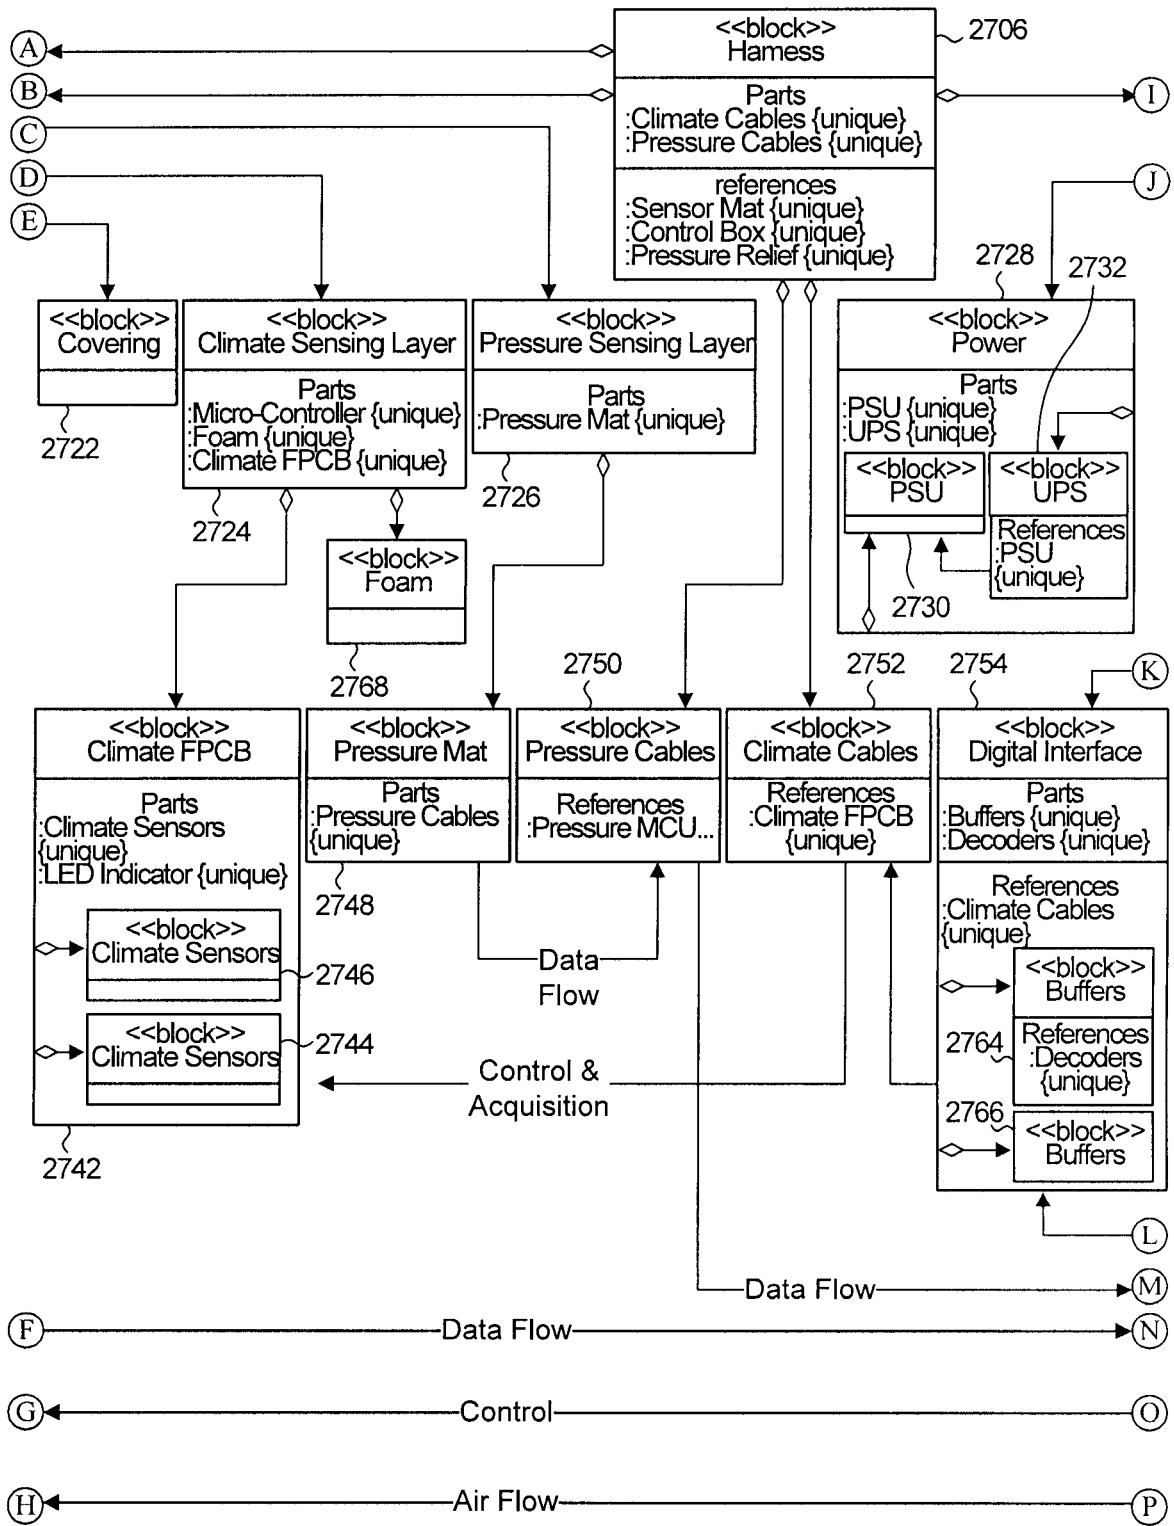 <<block>>
Harness
2706
A
B
C
D
E
I
J
Parts
:Climate Cables {unique}
:Pressure Cables {unique}
references
:Sensor Mat {unique}
:Control Box {unique}
:Pressure Relief {unique}
<<block>>
Covering
2722
<<block>>
Climate Sensing Layer
Parts
:Micro-Controller {unique}
:Foam {unique}
:Climate FPCB {unique}
2724
<<block>>
Pressure Sensing Layer
Parts
:Pressure Mat {unique}
2726
2728
2732
<<block>>
Power
Parts
:PSU {unique}
:UPS {unique}
<<block>>
PSU
2730
<<block>>
UPS
References
:PSU
{unique}
<<block>>
Foam
2768
<<block>>
Climate FPCB
Parts
:Climate Sensors
{unique}
:LED Indicator {unique}
<<block>>
Climate Sensors
2746
<<block>>
Climate Sensors
2744
2742
<<block>>
Pressure Mat
Parts
:Pressure Cables
{unique}
2748
2750
<<block>>
Pressure Cables
References
:Pressure MCU...
2752
<<block>>
Climate Cables
References
:Climate FPCB
{unique}
2754
K
<<block>>
Digital Interface
Parts
:Buffers {unique}
:Decoders {unique}
References
:Climate Cables
{unique}
<<block>>
Buffers
2764
References
:Decoders
{unique}
2766
<<block>>
Buffers
Data
Flow
Control &
Acquisition
L
Data Flow
M
F
Data Flow
N
G
Control
O
H
Air Flow
P